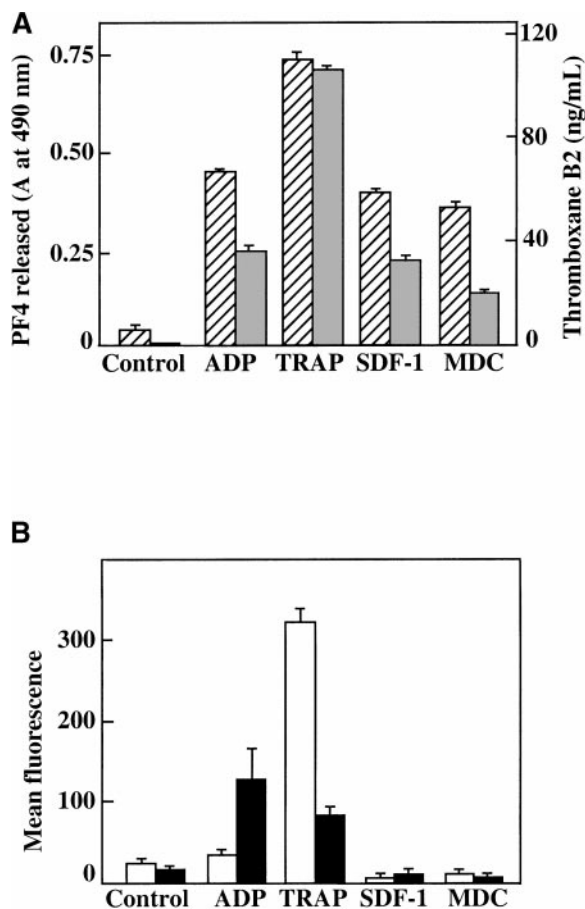 A
PF4 released (A at 490 nm)
0.75
0.50
0.25
0
120
80
40
0
Thromboxane B2 (ng/mL)
Control ADP TRAP SDF-1 MDC
B
Mean fluorescence
300
200
100
0
Control ADP TRAP SDF-1 MDC